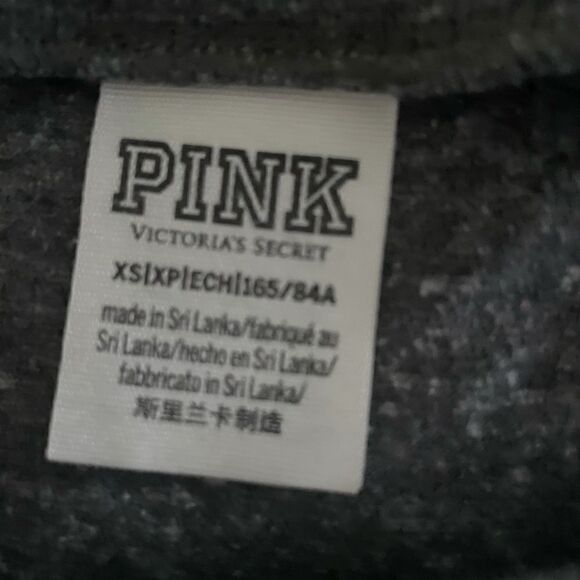 PINK
VICTORIA'S SECRET
XS|XP|ECH|165/84A
made in Sri Lanka/fabriqué au
Sri Lanka/hecho en Sri Lanka/
fabbricato in Sri Lanka/
斯里兰卡制造